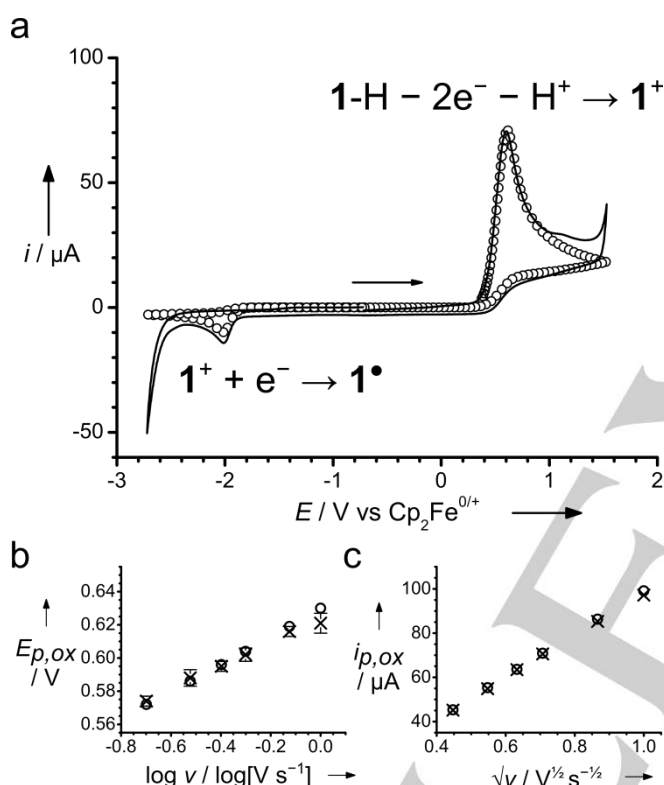 a
100
50
0
-50
i / µA
1-H − 2e⁻ − H⁺ → 1⁺
1⁺ + e⁻ → 1•
-3 -2 -1 0 1 2
E / V vs Cp₂Fe⁰ᐟ⁺
b
0.64
0.62
0.60
0.58
0.56
Eₚ,ₒₓ
/ V
-0.8 -0.6 -0.4 -0.2 0.0
log ν / log[V s⁻¹]
c
100
80
60
40
iₚ,ₒₓ
/ µA
0.4 0.6 0.8 1.0
√ν / V½ s⁻½